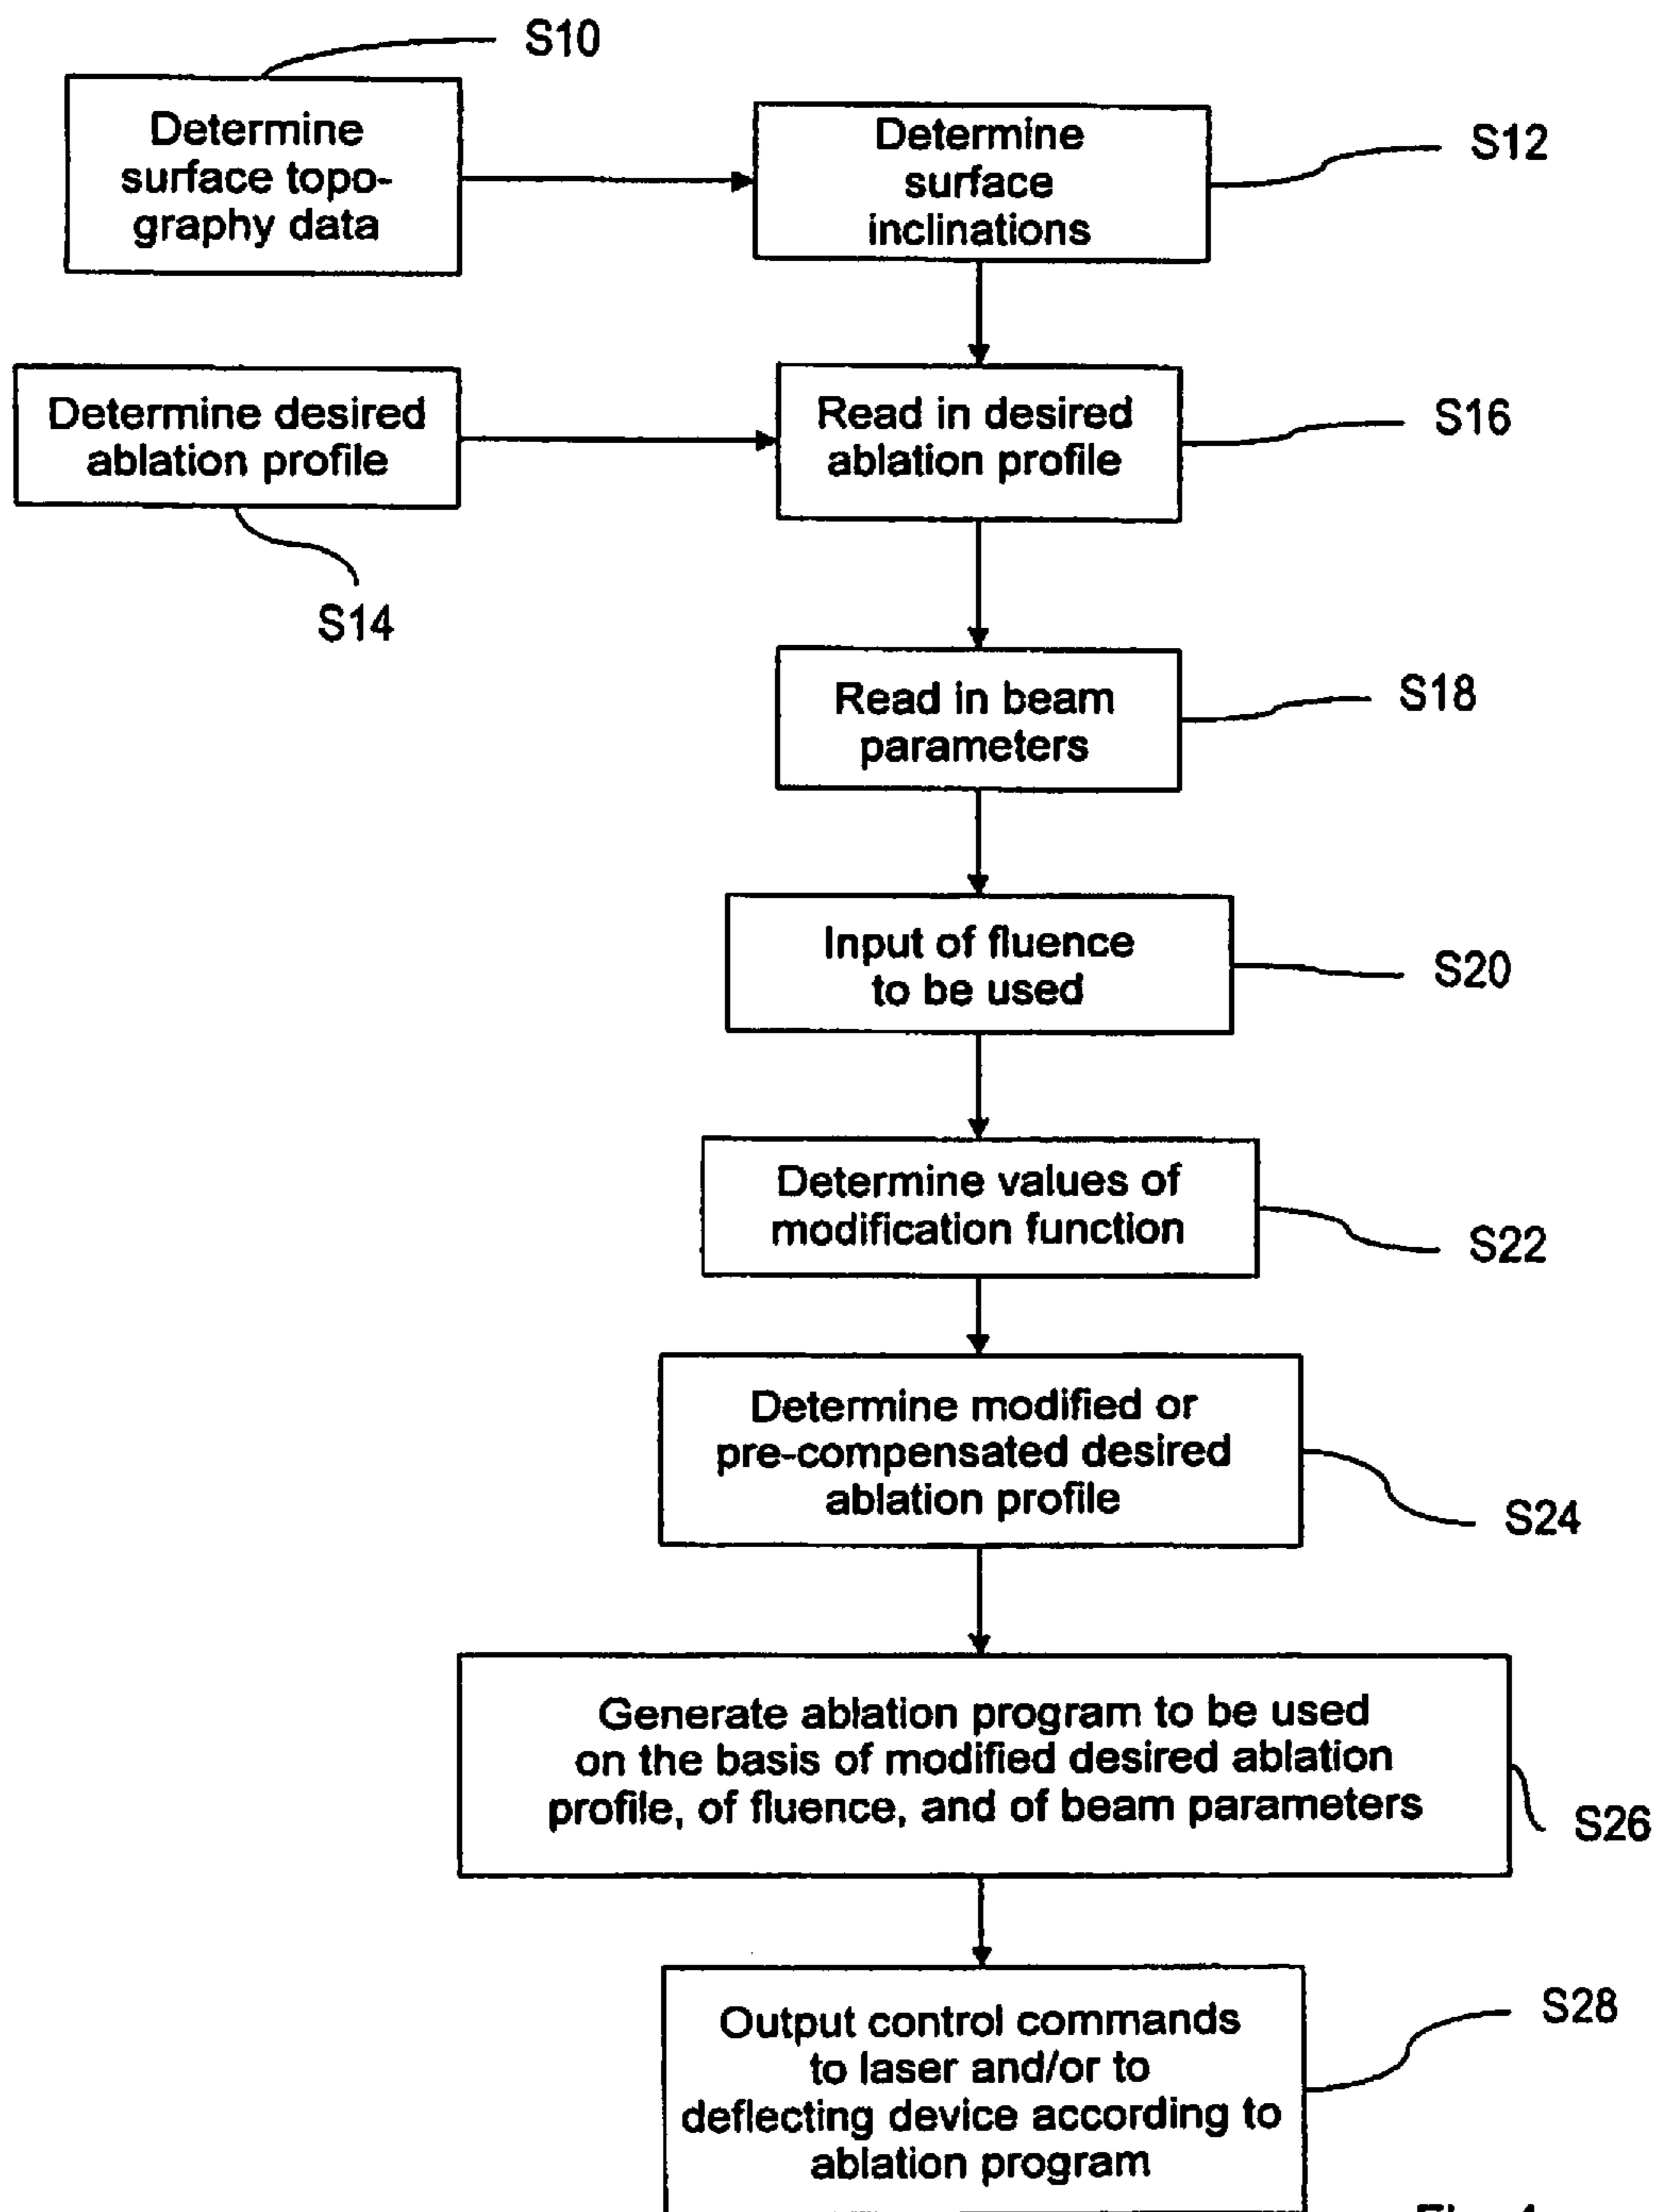 S10
Determine
surface topo-
graphy data
Determine
surface
inclinations
S12
Determine desired
ablation profile
S14
Read in desired
ablation profile
S16
Read in beam
parameters
S18
Input of fluence
to be used
S20
Determine values of
modification function
S22
Determine modified or
pre-compensated desired
ablation profile
S24
Generate ablation program to be used
on the basis of modified desired ablation
profile, of fluence, and of beam parameters
S26
Output control commands
to laser and/or to
deflecting device according to
ablation program
S28